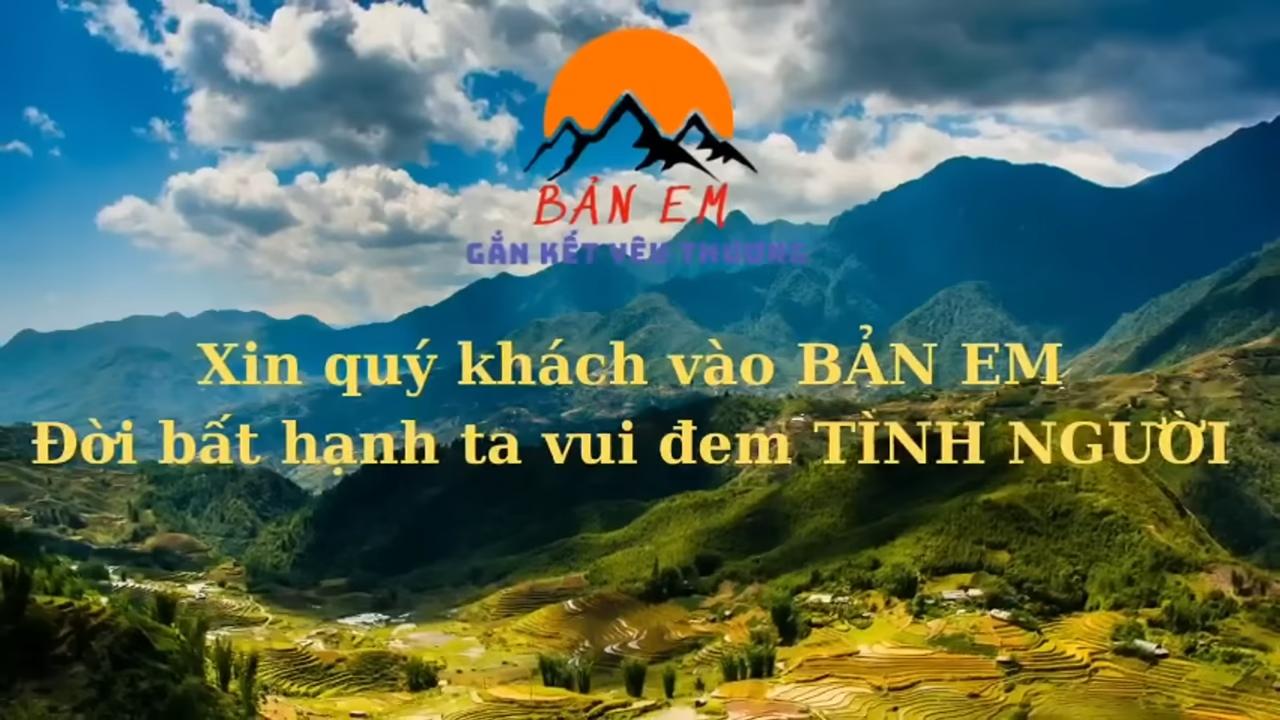 BẢN EM
GẮN KẾT YÊU THƯƠNG
Xin quý khách vào BẢN EM
Đời bất hạnh ta vui đem TÌNH NGƯỜI